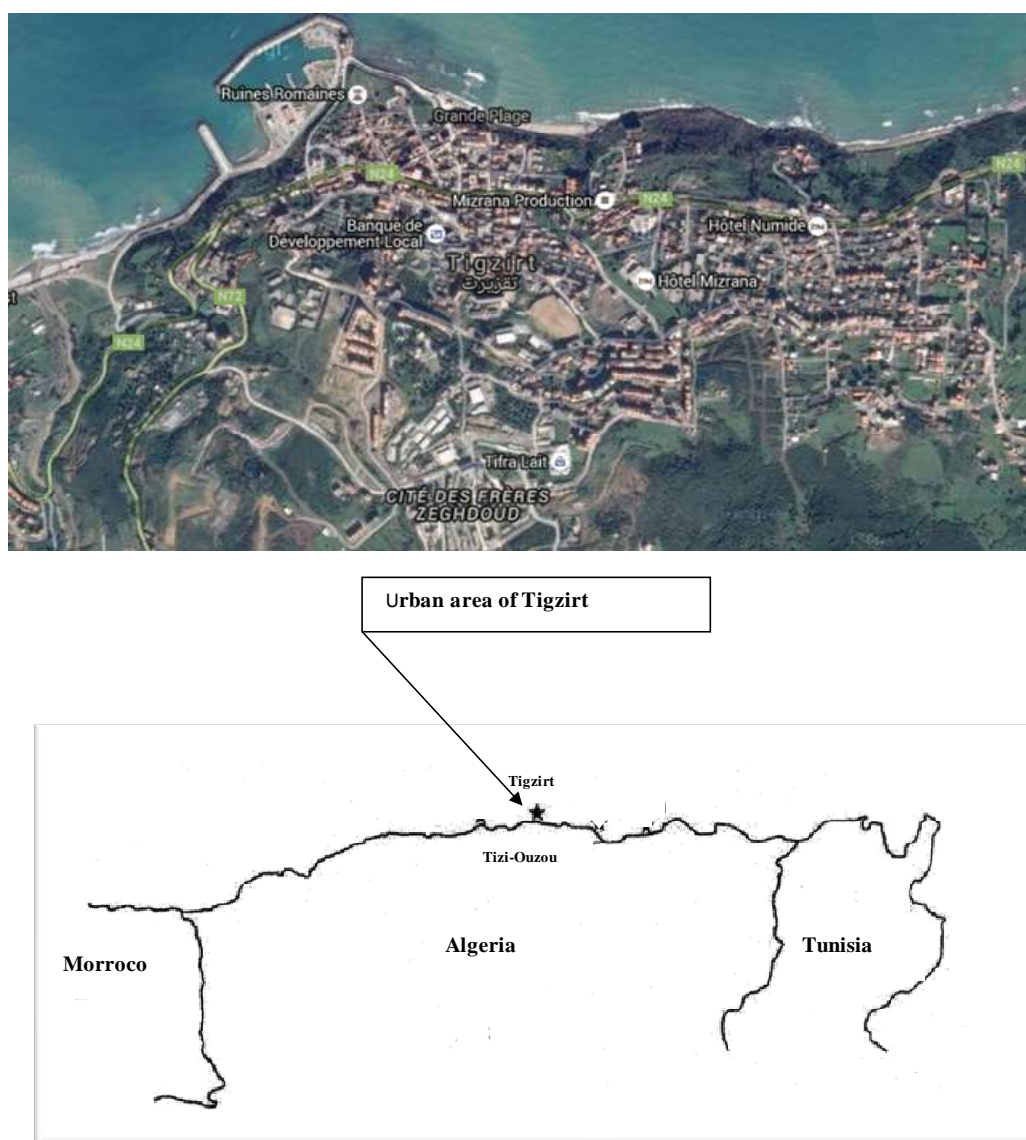 Ruines Romaines
Grande Plage
N24
Mizrana Production
N24
N24
Banque de
Développement Local
Hôtel Numide
Tigzirt
تقزيرت
Hôtel Mizrana
N72
N24
Tifra Lait
CITÉ DES FRÈRES
ZEGHDOUD
Urban area of Tigzirt
Tigzirt
Tizi-Ouzou
Morroco
Algeria
Tunisia